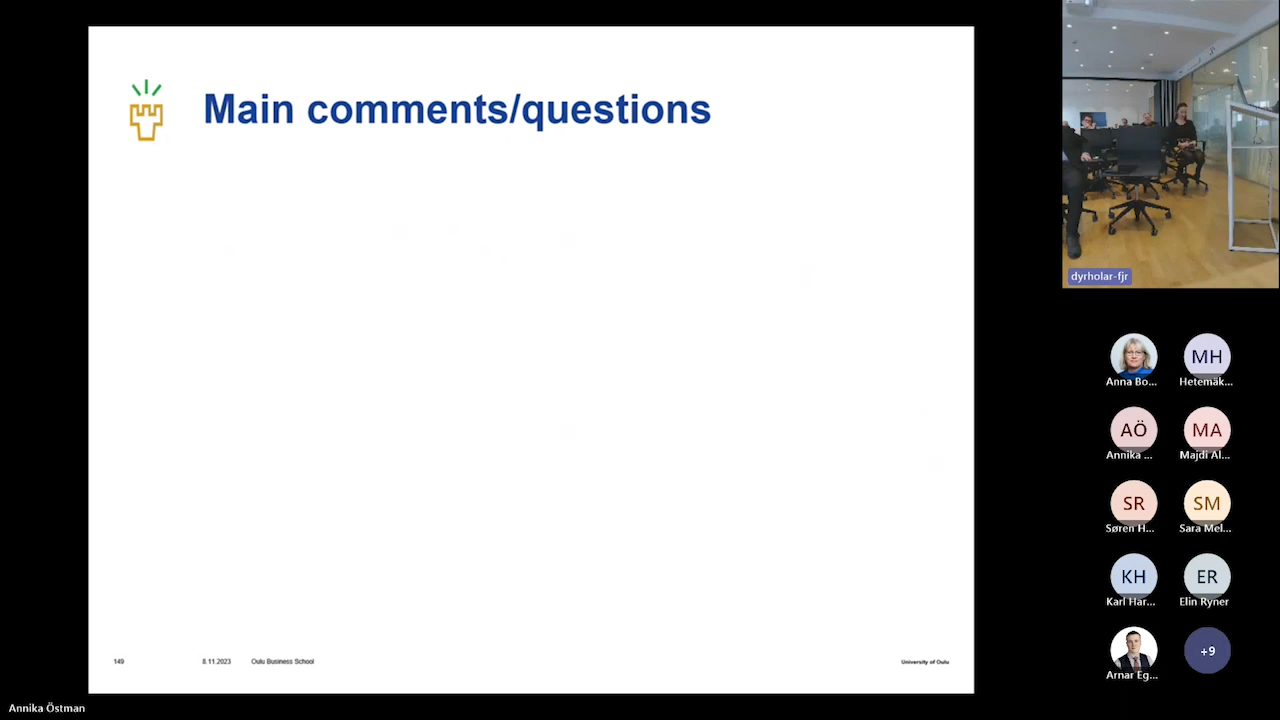 Main comments/questions
149
8.11.2023
Oulu Business School
University of Oulu
dyrholar-fjr
MH
Anna Bo...
Hetemäk...
AÖ
MA
Annika ...
Majdi Al...
SR
SM
Søren H...
Sara Mel...
KH
ER
Karl Har...
Elin Ryner
+9
Arnar Eg...
Annika Östman